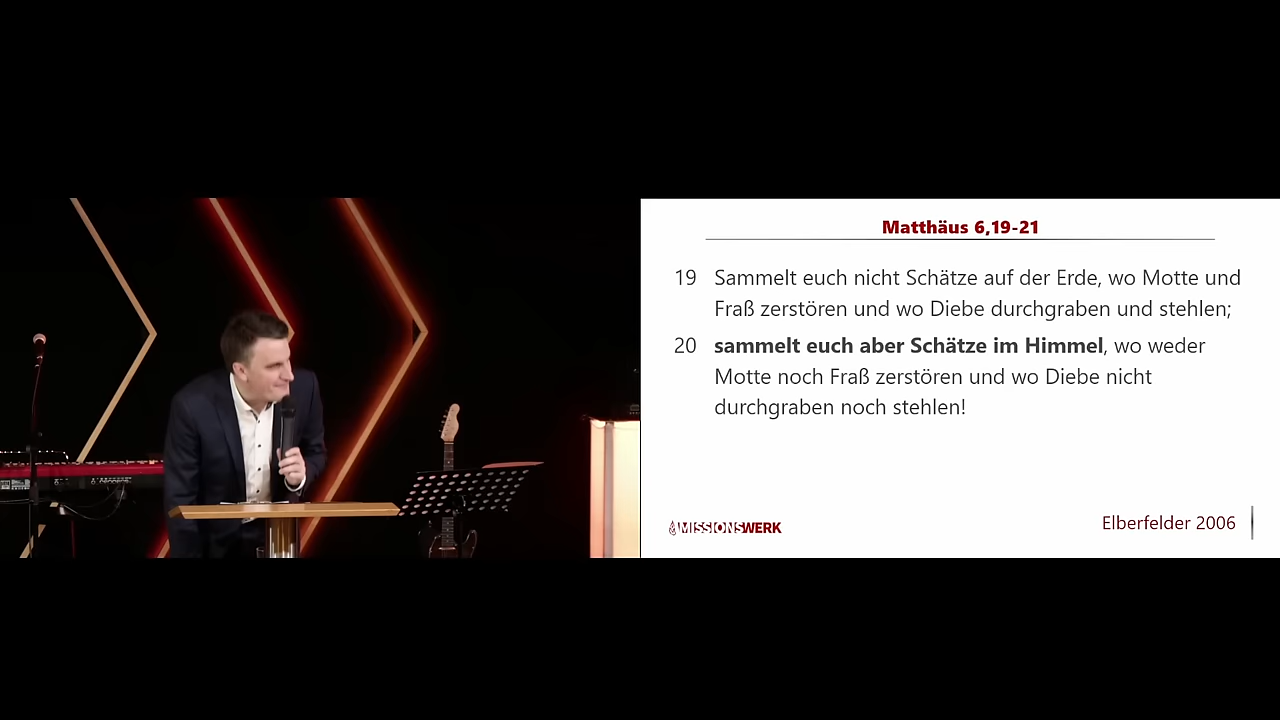 Matthäus 6,19-21
19 Sammelt euch nicht Schätze auf der Erde, wo Motte und
Fraß zerstören und wo Diebe durchgraben und stehlen;
20 sammelt euch aber Schätze im Himmel, wo weder
Motte noch Fraß zerstören und wo Diebe nicht
durchgraben noch stehlen!
MISSIONSWERK
Elberfelder 2006